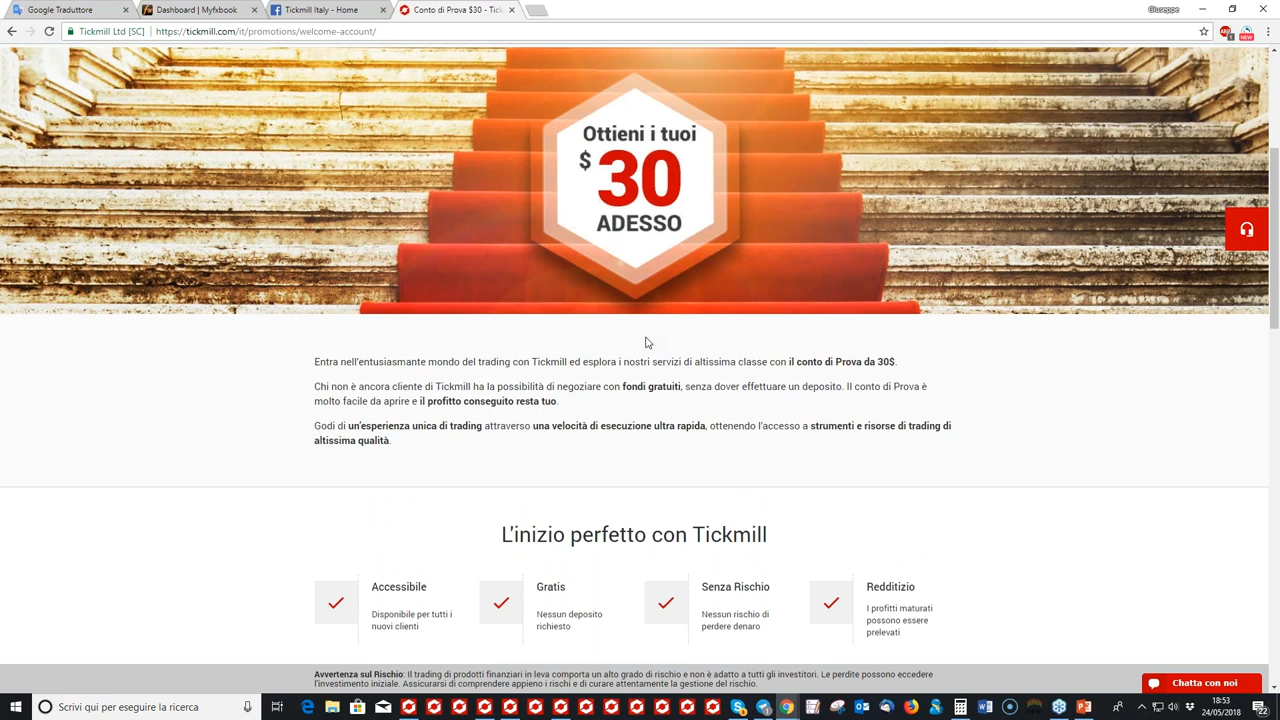 Google Traduttore
Dashboard | Myfxbook
Tickmill Italy - Home
Conto di Prova $30 - Tick
Giuseppe
Tickmill Ltd [SC]
https://tickmill.com/it/promotions/welcome-account/
ABP
1
NEW
Ottieni i tuoi
$ 30
ADESSO
Entra nell'entusiasmante mondo del trading con Tickmill ed esplora i nostri servizi di altissima classe con il conto di Prova da 30$.
Chi non è ancora cliente di Tickmill ha la possibilità di negoziare con fondi gratuiti, senza dover effettuare un deposito. Il conto di Prova è
molto facile da aprire e il profitto conseguito resta tuo.
Godi di un'esperienza unica di trading attraverso una velocità di esecuzione ultra rapida, ottenendo l'accesso a strumenti e risorse di trading di
altissima qualità.
L'inizio perfetto con Tickmill
Accessibile
Disponibile per tutti i
nuovi clienti
Gratis
Nessun deposito
richiesto
Senza Rischio
Nessun rischio di
perdere denaro
Redditizio
I profitti maturati
possono essere
prelevati
Avvertenza sul Rischio: Il trading di prodotti finanziari in leva comporta un alto grado di rischio e non è adatto a tutti gli investitori. Le perdite possono eccedere
l'investimento iniziale. Assicurarsi di comprendere appieno i rischi e di curare attentamente la gestione del rischio.
Chatta con noi
Scrivi qui per eseguire la ricerca
18:53
24/05/2018
22